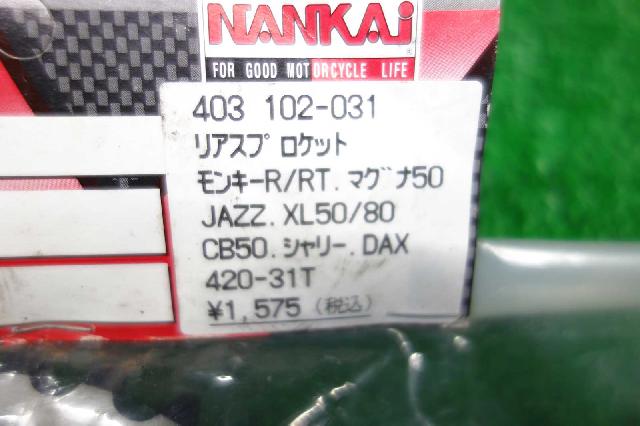 NANKAi
FOR GOOD MOTORCYCLE LIFE
403 102-031
リアスプロケット
モンキーR/RT.マグナ50
JAZZ.XL50/80
CB50.シャリー.DAX
420-31T
¥1,575 (税込)